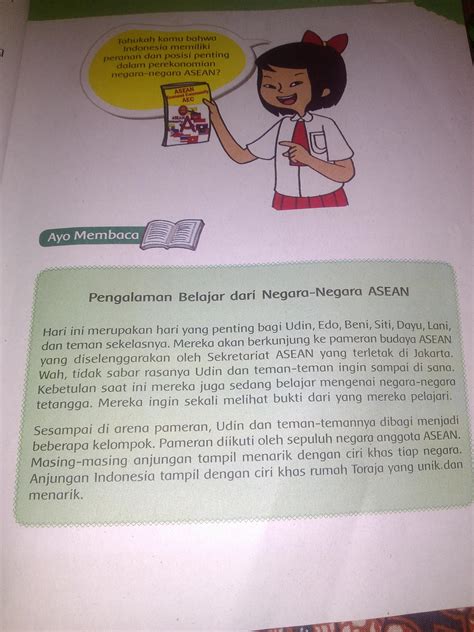 Tahukah kamu bahwa
Indonesia memiliki
peranan dan posisi penting
dalam perekonomian
negara-negara ASEAN?
ASEAN
AEC
Ayo Membaca
Pengalaman Belajar dari Negara-Negara ASEAN
Hari ini merupakan hari yang penting bagi Udin, Edo, Beni, Siti, Dayu, Lani,
dan teman sekelasnya. Mereka akan berkunjung ke pameran budaya ASEAN
yang diselenggarakan oleh Sekretariat ASEAN yang terletak di Jakarta.
Wah, tidak sabar rasanya Udin dan teman-teman ingin sampai di sana.
Kebetulan saat ini mereka juga sedang belajar mengenai negara-negara
tetangga. Mereka ingin sekali melihat bukti dari yang mereka pelajari.
Sesampai di arena pameran, Udin dan teman-temannya dibagi menjadi
beberapa kelompok. Pameran diikuti oleh sepuluh negara anggota ASEAN.
Masing-masing anjungan tampil menarik dengan ciri khas tiap negara.
Anjungan Indonesia tampil dengan ciri khas rumah Toraja yang unik dan
menarik.